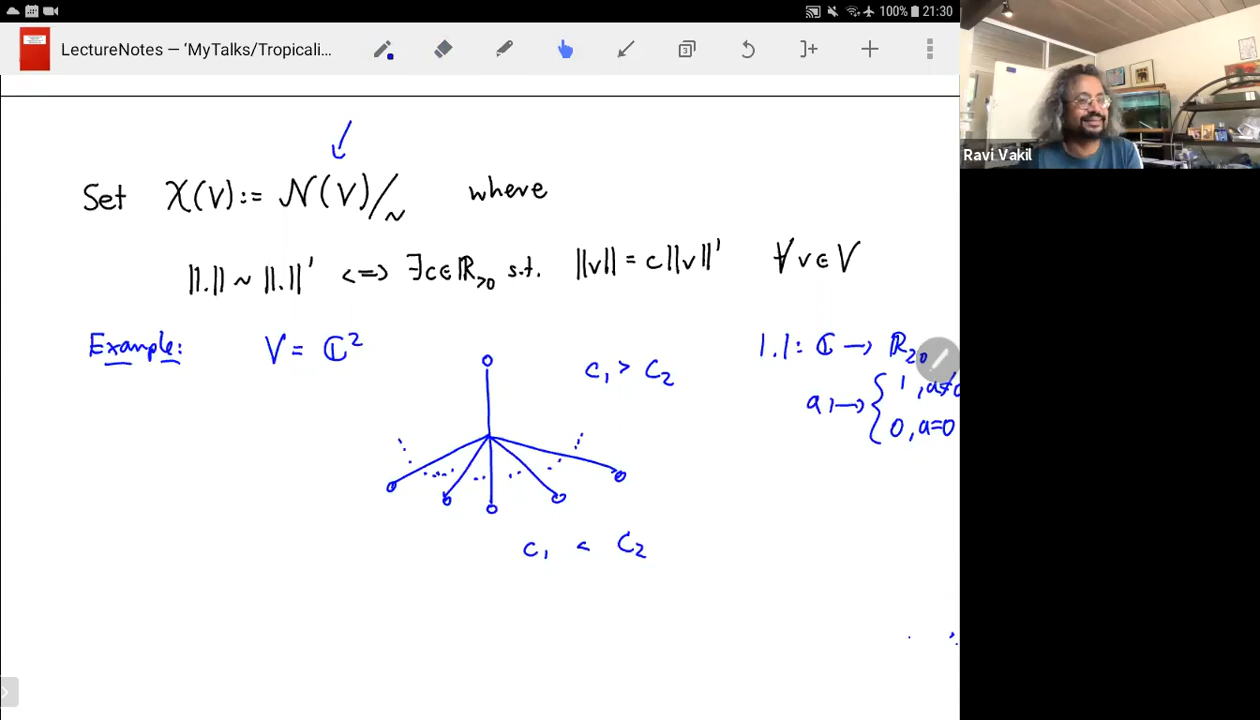 100% 21:30
LectureNotes – ‘MyTalks/Tropicali...
3
Ravi Vakil
Set X(V) := N(V)/~ where
||.|| ~ ||.||' <=> ∃c∈ℝ>0 s.t. ||v|| = c||v||' ∀v∈V
Example: V = ℂ²
|.|: ℂ → ℝ≥0
c₁ > c₂
a ↦ { 1, a≠0
0, a=0
c₁ < c₂